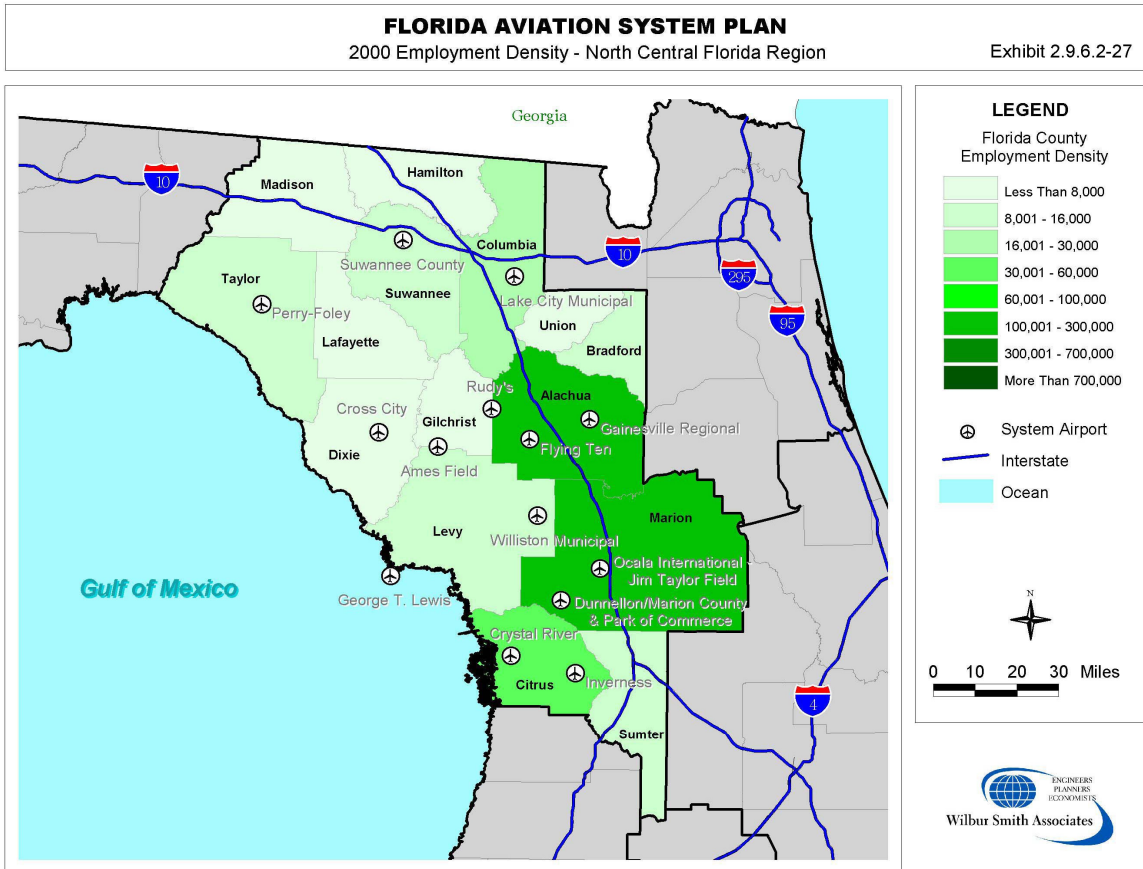 FLORIDA AVIATION SYSTEM PLAN
2000 Employment Density - North Central Florida Region
Exhibit 2.9.6.2-27
Georgia
10
Madison
Hamilton
Columbia
Suwannee County
Suwannee
Lake City Municipal
10
295
95
Taylor
Perry-Foley
Lafayette
Union
Bradford
Rudy's
Alachua
Cross City
Gilchrist
Gainesville Regional
Flying Ten
Dixie
Ames Field
Levy
Williston Municipal
Marion
Ocala International
Jim Taylor Field
Gulf of Mexico
George T. Lewis
Dunnellon/Marion County
& Park of Commerce
Crystal River
Citrus
Inverness
Sumter
4
LEGEND
Florida County
Employment Density
Less Than 8,000
8,001 - 16,000
16,001 - 30,000
30,001 - 60,000
60,001 - 100,000
100,001 - 300,000
300,001 - 700,000
More Than 700,000
System Airport
Interstate
Ocean
N
0 10 20 30 Miles
ENGINEERS
PLANNERS
ECONOMISTS
Wilbur Smith Associates